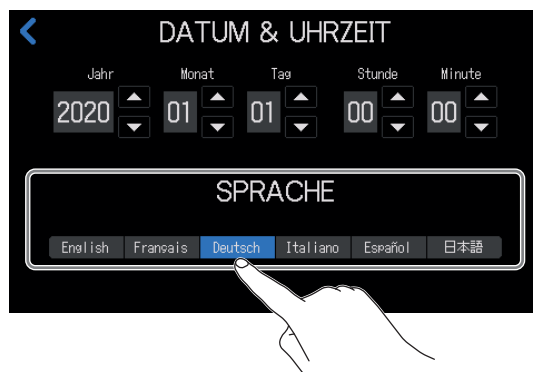 DATUM & UHRZEIT
Jahr Monat Tag Stunde Minute
2020 01 01 00 00
SPRACHE
English Français Deutsch Italiano Español 日本語